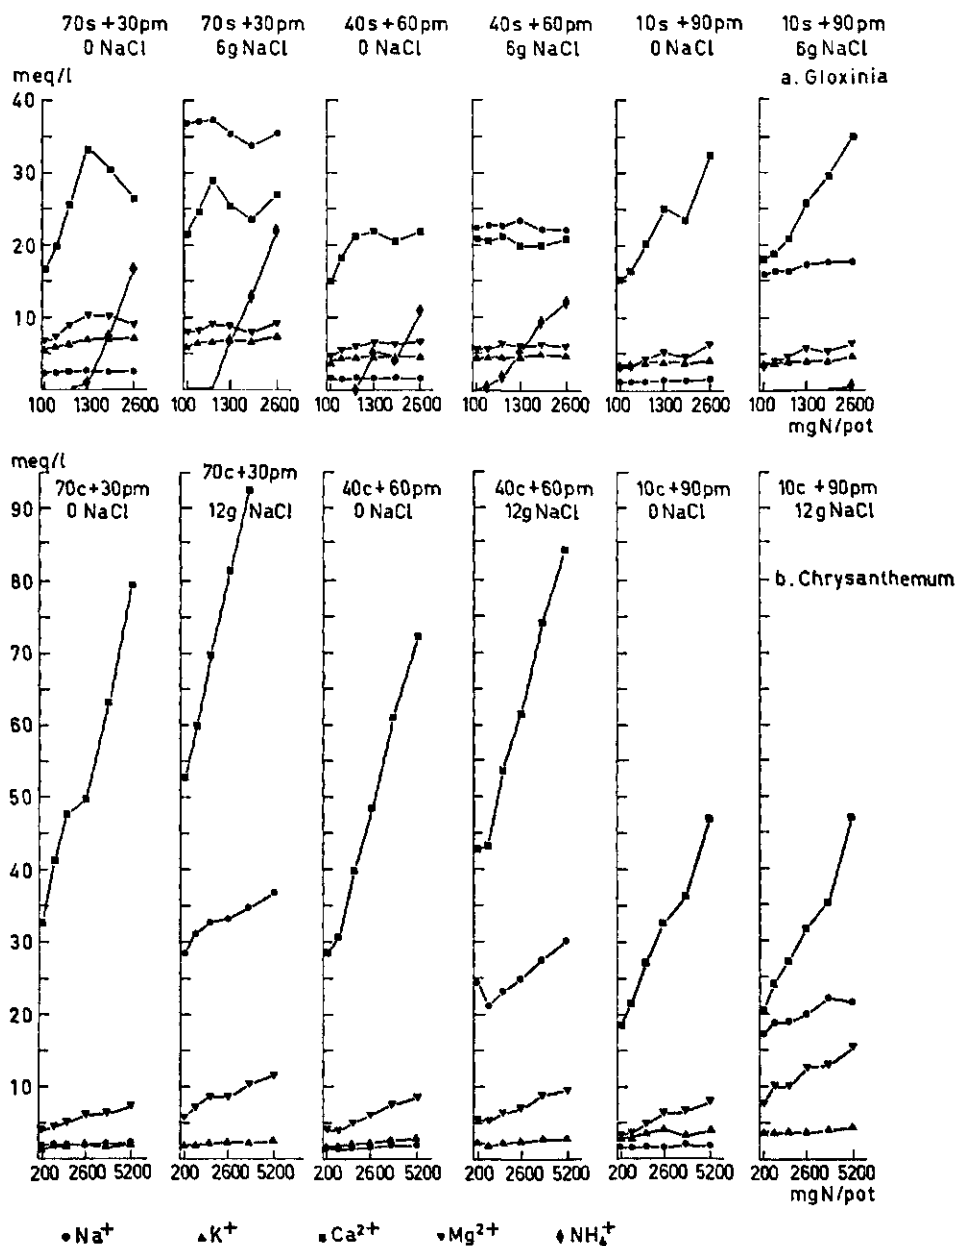 70s+30pm 70s+30pm 40s+60pm 40s+60pm 10s+90pm 10s+90pm
0 NaCl 6g NaCl 0 NaCl 6g NaCl 0 NaCl 6g NaCl
meq/l a. Gloxinia
40
30
20
10
100 1300 2600 100 1300 2600 100 1300 2600 100 1300 2600 100 1300 2600 100 1300 2600
mgN/pot
meq/l
70c+30pm 70c+30pm 40c+60pm 40c+60pm 10c+90pm 10c+90pm
0 NaCl 12g NaCl 0 NaCl 12g NaCl 0 NaCl 12g NaCl
90
80 b. Chrysanthemum
70
60
50
40
30
20
10
200 2600 5200 200 2600 5200 200 2600 5200 200 2600 5200 200 2600 5200 200 2600 5200
mgN/pot
Na⁺ K⁺ Ca²⁺ Mg²⁺ NH₄⁺